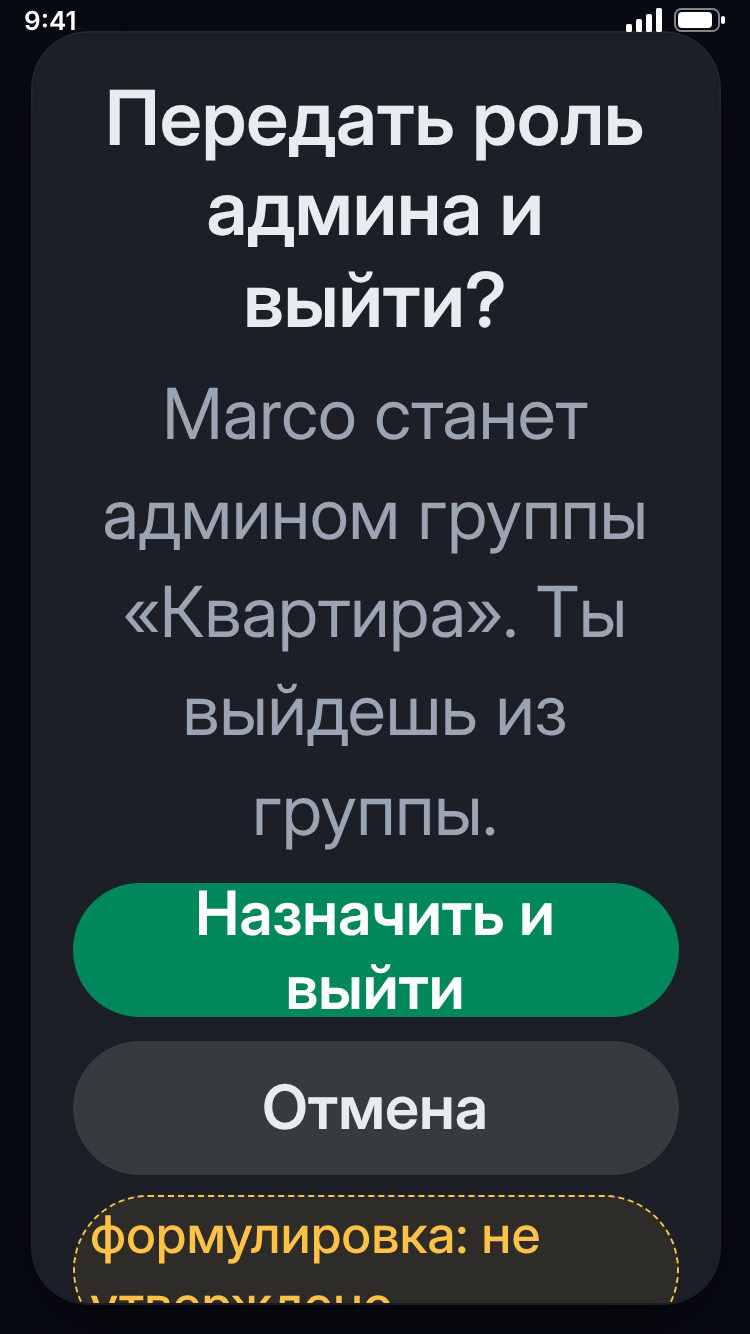 9:41
Передать роль
админа и
выйти?
Marco станет
админом группы
«Квартира». Ты
выйдешь из
группы.
Назначить и
выйти
Отмена
формулировка: не
утверждено